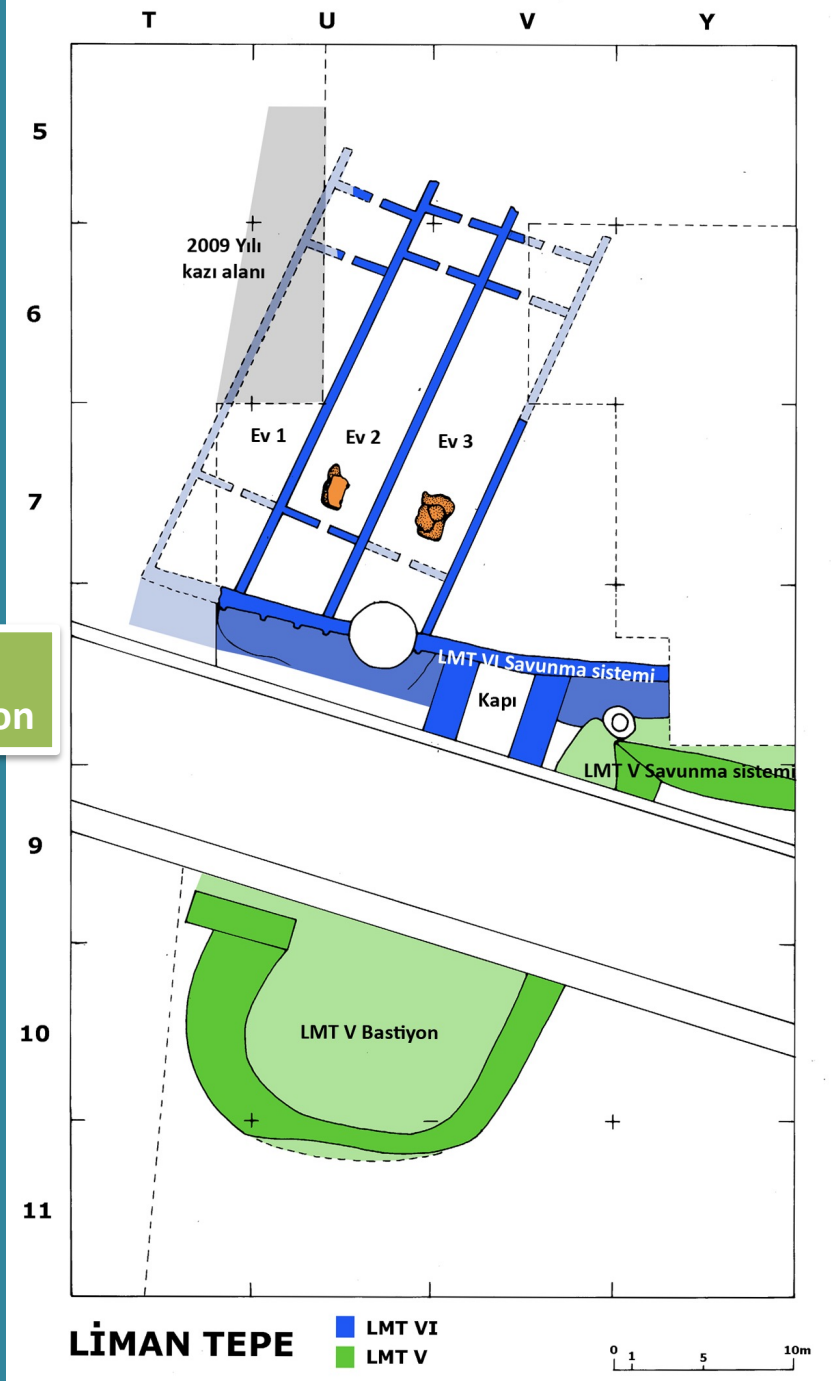 T U V Y
5
2009 Yılı
kazı alanı
6
Ev 1 Ev 2 Ev 3
7
LMT VI Savunma sistemi
on
Kapı
LMT V Savunma sistemi
9
10
LMT V Bastiyon
11
LİMAN TEPE
LMT VI
LMT V
0 1 5 10m